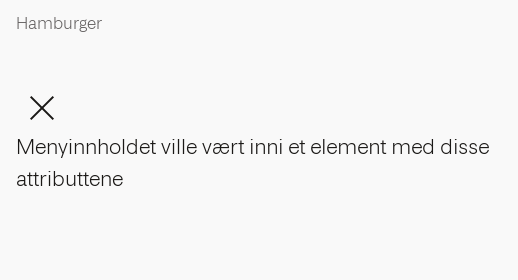 Hamburger
Menyinnholdet ville vært inni et element med disse
attributtene